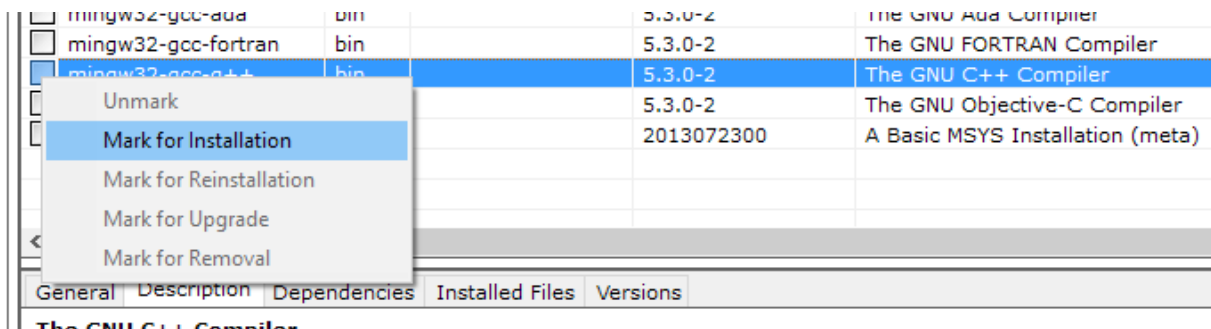 mingw32-gcc-ada bin 5.3.0-2 The GNU Ada Compiler
mingw32-gcc-fortran bin 5.3.0-2 The GNU FORTRAN Compiler
mingw32-gcc-g++ bin 5.3.0-2 The GNU C++ Compiler
Unmark 5.3.0-2 The GNU Objective-C Compiler
Mark for Installation 2013072300 A Basic MSYS Installation (meta)
Mark for Reinstallation
Mark for Upgrade
Mark for Removal
General Description Dependencies Installed Files Versions
The GNU C++ Compiler